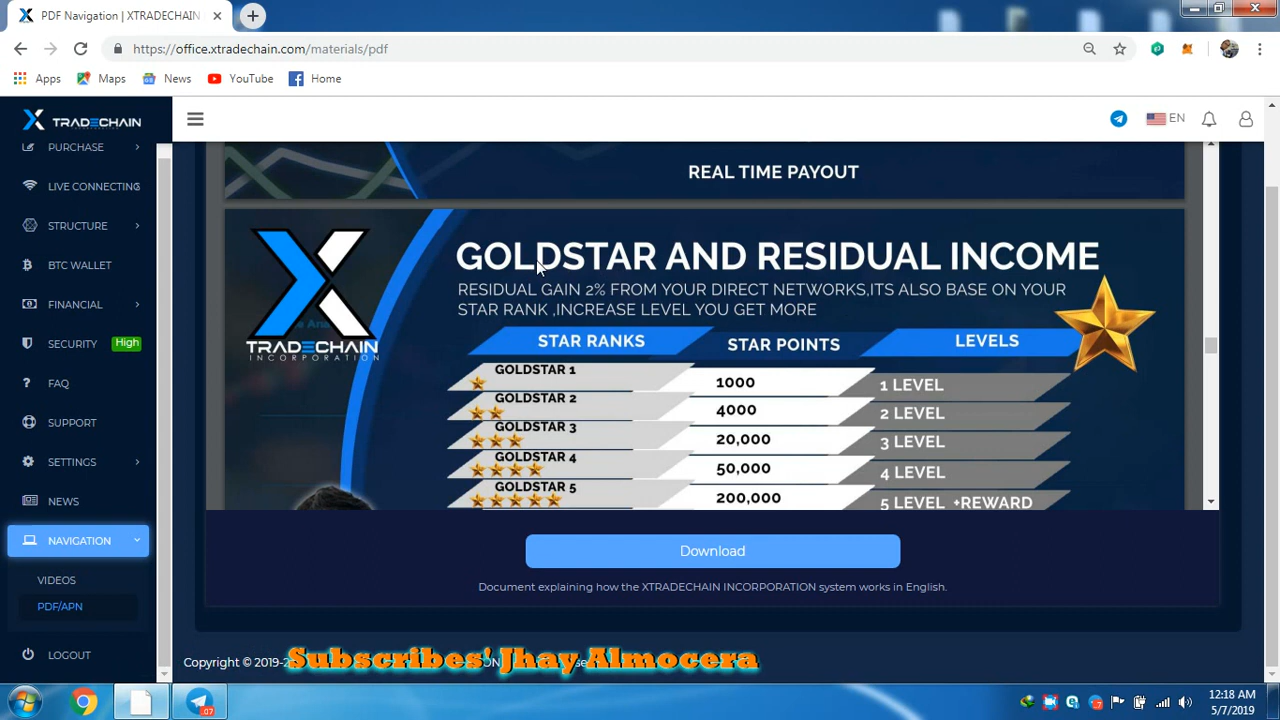 PDF Navigation | XTRADECHAIN
https://office.xtradechain.com/materials/pdf
Apps Maps News YouTube Home
TRADECHAIN
EN
PURCHASE
LIVE CONNECTING
STRUCTURE
BTC WALLET
FINANCIAL
SECURITY High
FAQ
SUPPORT
SETTINGS
NEWS
NAVIGATION
VIDEOS
PDF/APN
LOGOUT
REAL TIME PAYOUT
TRADECHAIN
INCORPORATION
GOLDSTAR AND RESIDUAL INCOME
RESIDUAL GAIN 2% FROM YOUR DIRECT NETWORKS,ITS ALSO BASE ON YOUR
STAR RANK ,INCREASE LEVEL YOU GET MORE
STAR RANKS STAR POINTS LEVELS
GOLDSTAR 1 1000 1 LEVEL
GOLDSTAR 2 4000 2 LEVEL
GOLDSTAR 3 20,000 3 LEVEL
GOLDSTAR 4 50,000 4 LEVEL
GOLDSTAR 5 200,000 5 LEVEL +REWARD
Download
Document explaining how the XTRADECHAIN INCORPORATION system works in English.
Copyright © 2019-2
Subscribes' Jhay Almocera
07
12:18 AM
5/7/2019